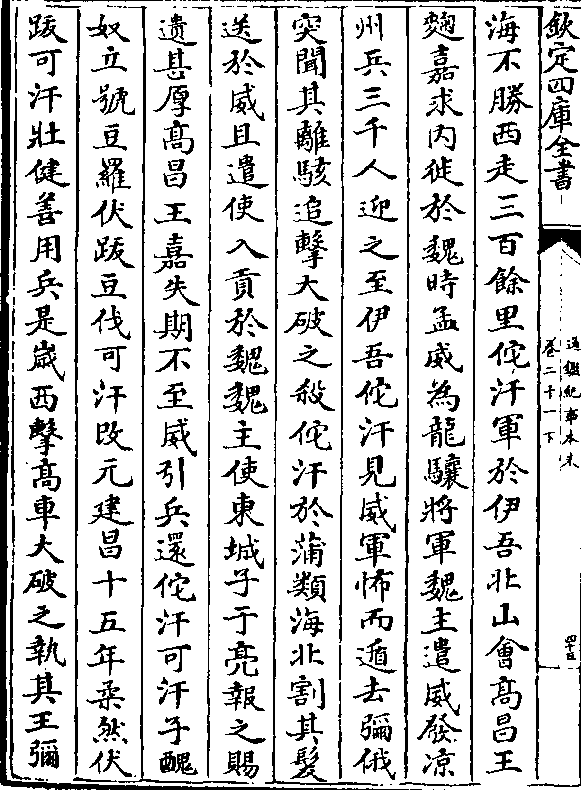 欽定四庫全書
通鑑紀事本末
卷二十一下
四十五
海不勝西走三百餘里佗汗軍於伊吾北山會高昌王
麴嘉求内徙於魏時孟威為龍驤將軍魏主遣威發涼
州兵三千人迎之至伊吾佗汗見威軍怖而遁去彌俄
突聞其離駭追擊大破之殺佗汗於蒲類海北割其髮
送於威且遣使入貢於魏魏主使東城子于亮報之賜
遺甚厚高昌王嘉失期不至威引兵還佗汗可汗子醜
奴立號豆羅伏跋豆伐可汗改元建昌十五年柔然伏
跋可汗壯健善用兵是嵗西擊高車大破之執其王彌